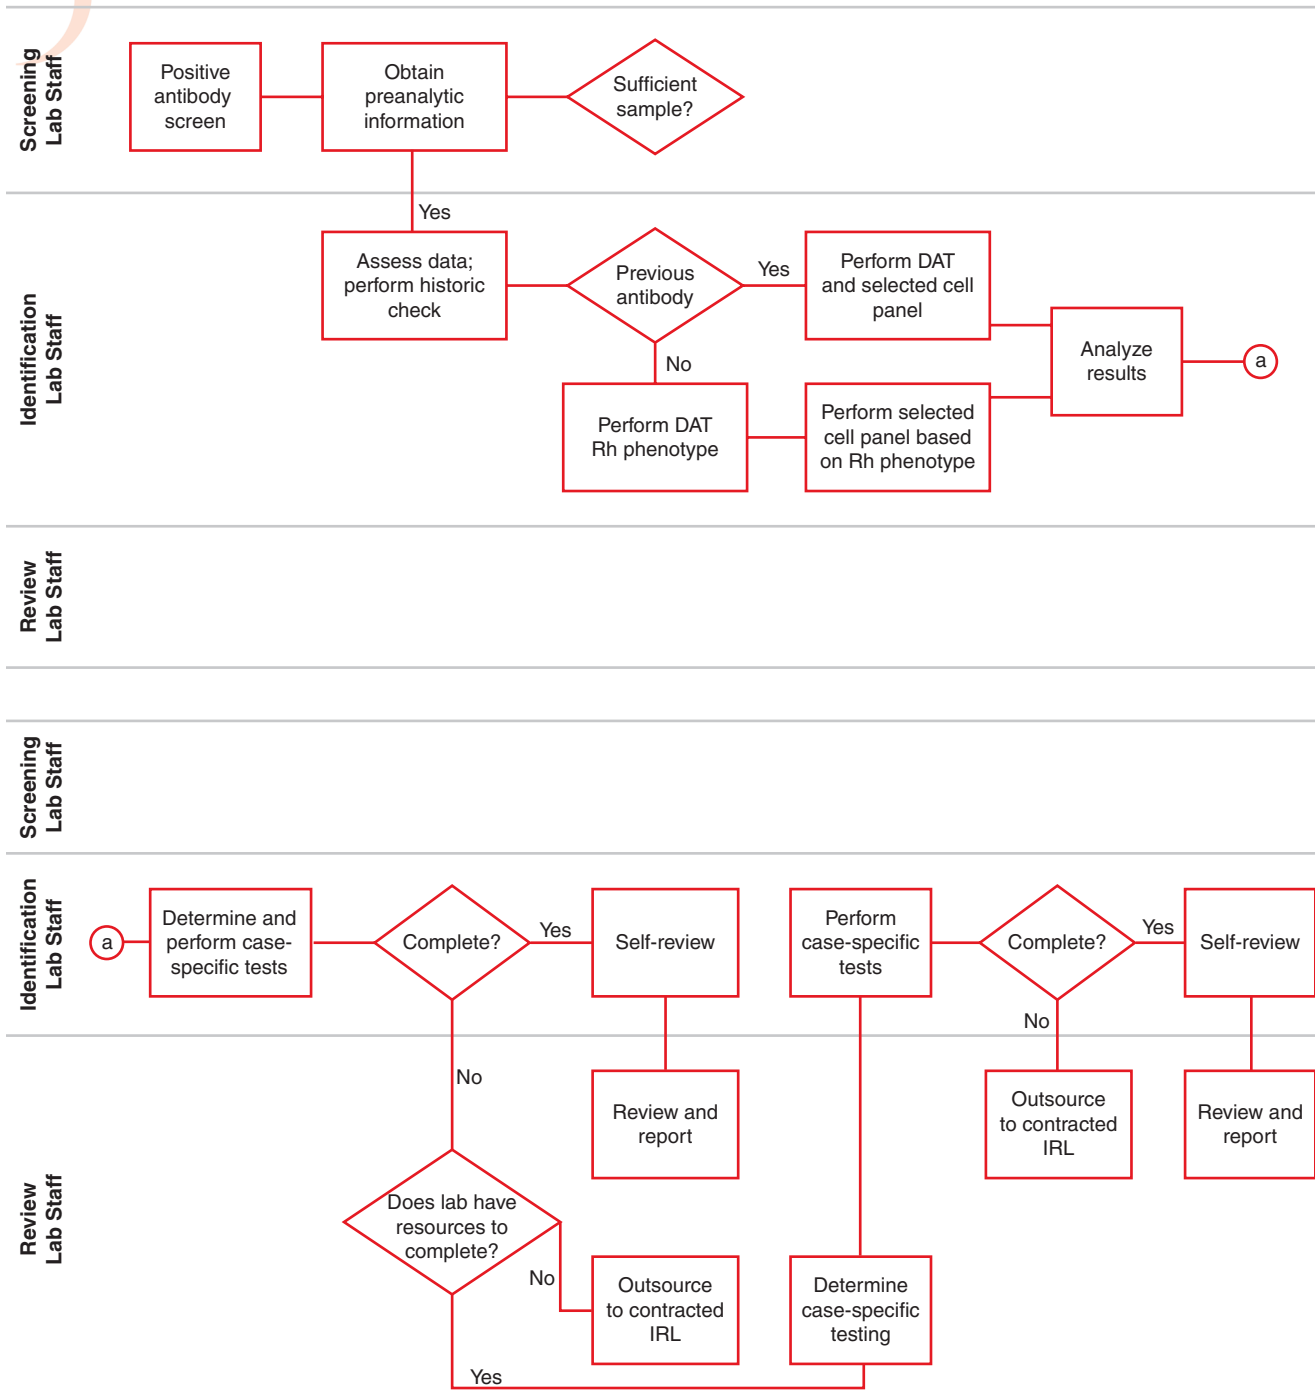 Screening
Lab Staff
Positive
antibody
screen
Obtain
preanalytic
information
Sufficient
sample?
Identification
Lab Staff
Yes
Assess data;
perform historic
check
Previous
antibody
Yes
Perform DAT
and selected cell
panel
No
Perform DAT
Rh phenotype
Perform selected
cell panel based
on Rh phenotype
Analyze
results
a
Review
Lab Staff
Screening
Lab Staff
Identification
Lab Staff
a
Determine and
perform case-
specific tests
Complete?
Yes
Self-review
Perform
case-specific
tests
Complete?
Yes
Self-review
No
No
Review
Lab Staff
Review and
report
Outsource
to contracted
IRL
Review and
report
Does lab have
resources to
complete?
No
Outsource
to contracted
IRL
Determine
case-specific
testing
Yes